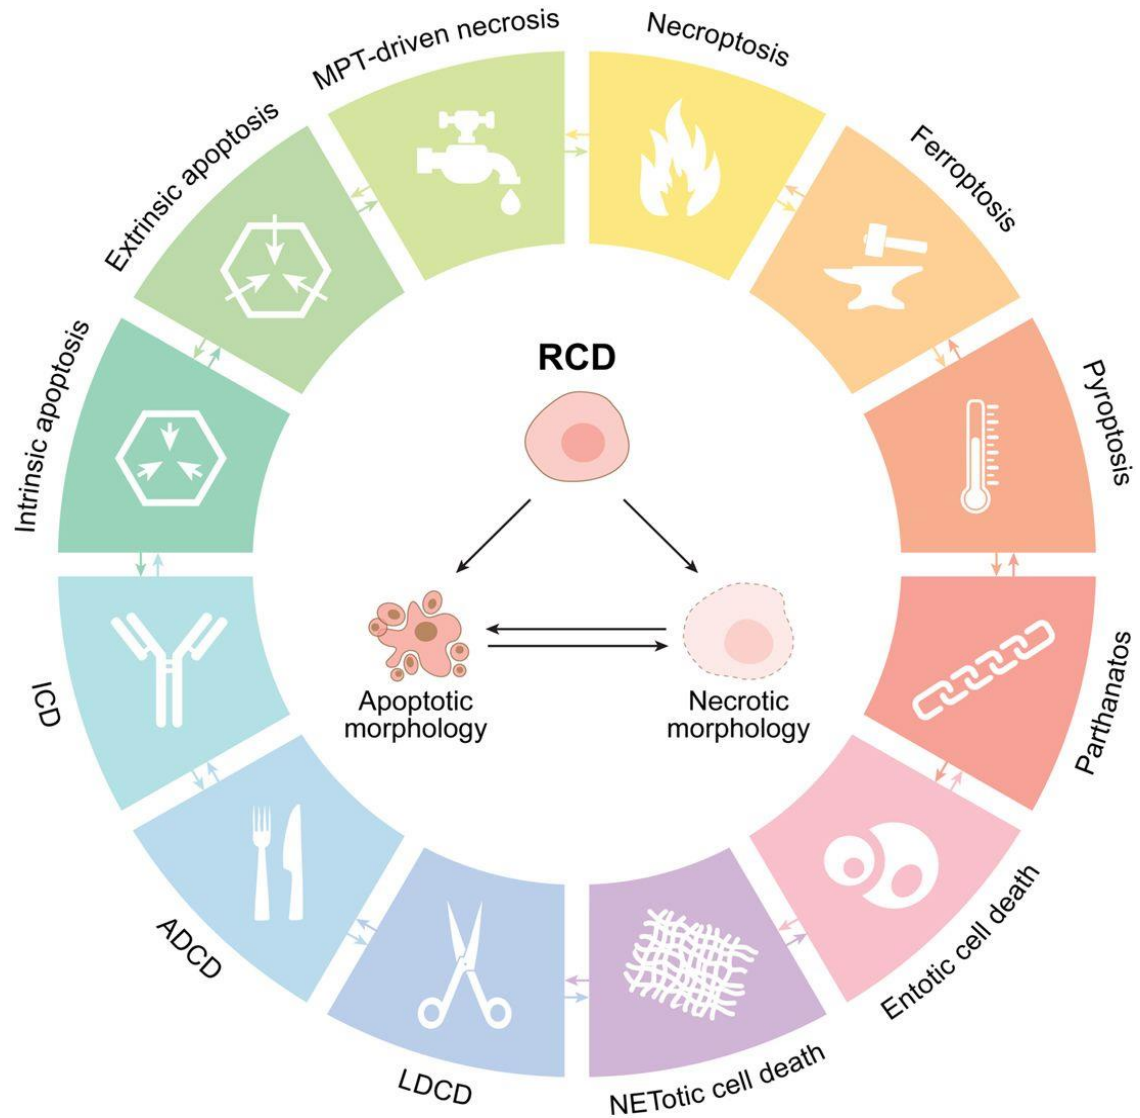 MPT-driven necrosis
Necroptosis
Ferroptosis
Pyroptosis
Parthanatos
Entotic cell death
NETotic cell death
LDCD
ADCD
ICD
Intrinsic apoptosis
Extrinsic apoptosis
RCD
Apoptotic
morphology
Necrotic
morphology